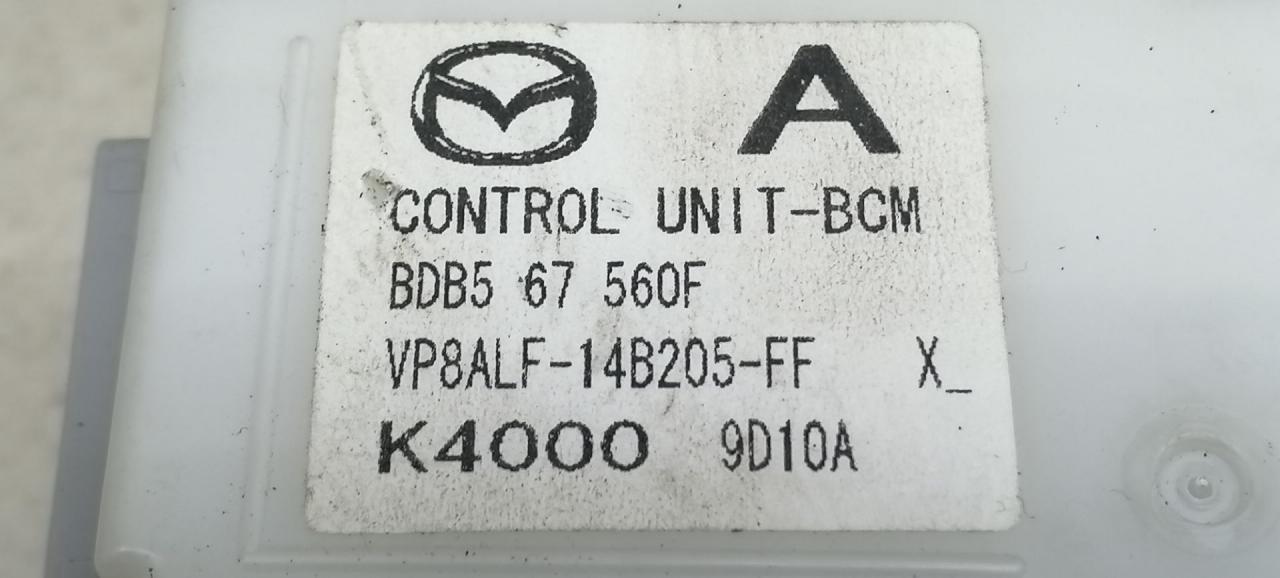 A
CONTROL UNIT-BCM
BDB5 67 560F
VP8ALF-14B205-FF X_
K4000 9D10A